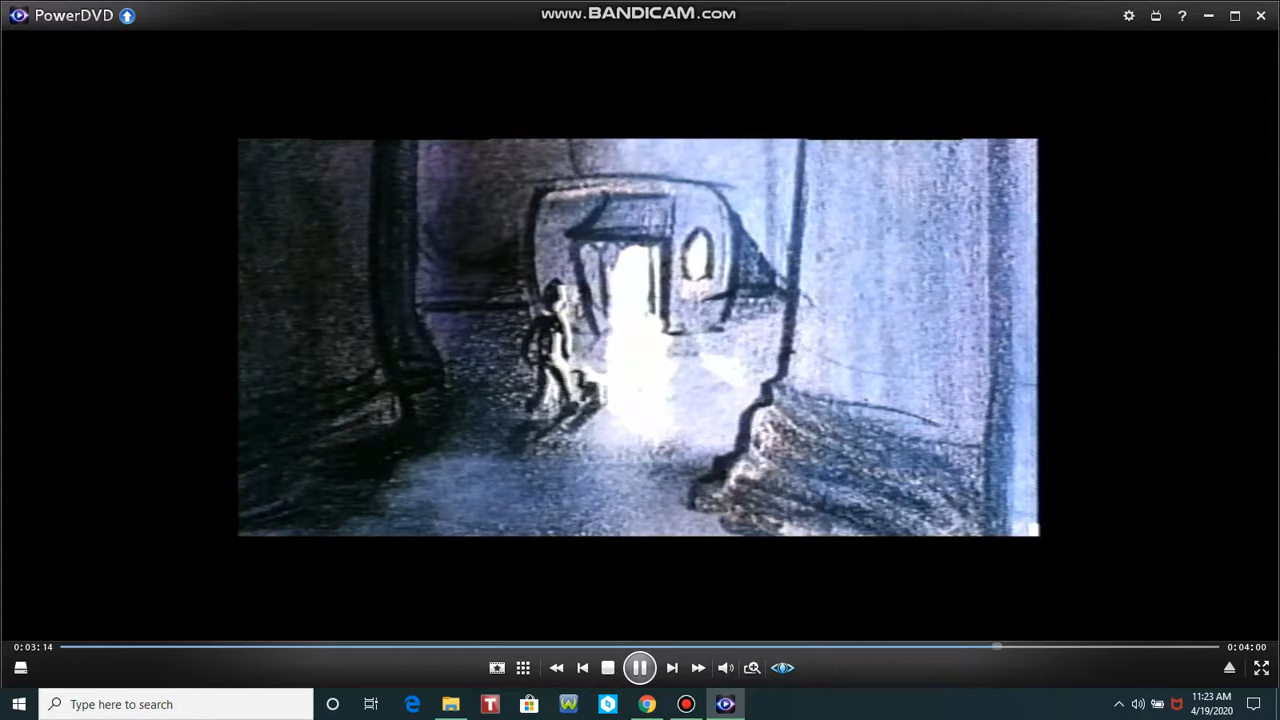 PowerDVD
www.BANDICAM.com
0:03:14
0:04:00
Type here to search
11:23 AM
4/19/2020